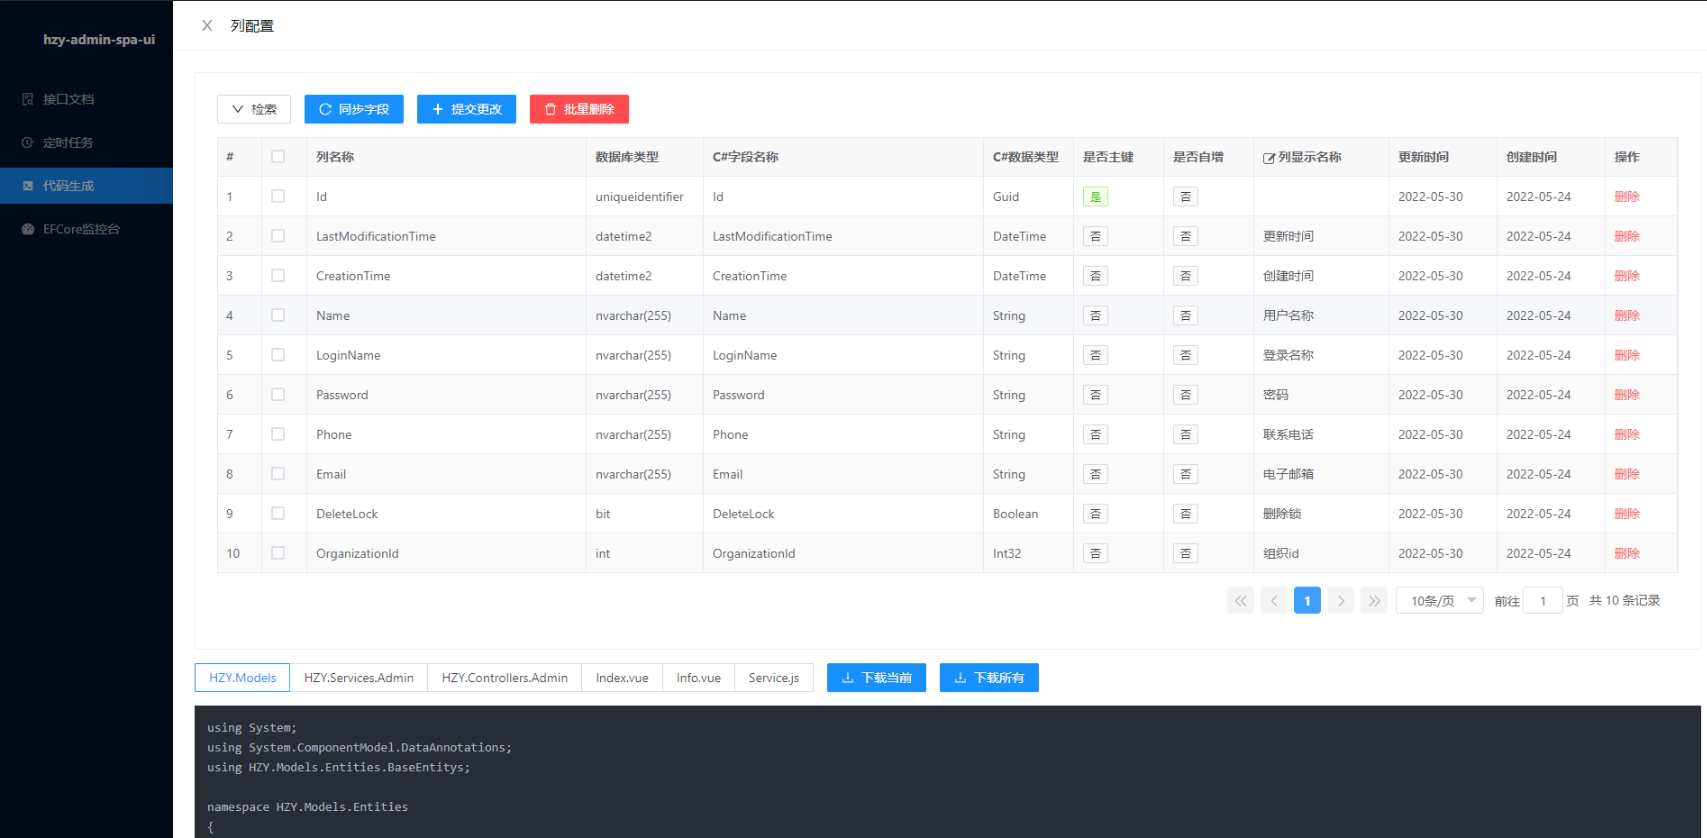 hzy-admin-spa-ui
接口文档
定时任务
代码生成
EFCore监控台
列配置
检索 同步字段 提交更改 批量删除
# 列名称 数据库类型 C#字段名称 C#数据类型 是否主键 是否自增 列显示名称 更新时间 创建时间 操作
1 Id uniqueidentifier Id Guid 是 否 2022-05-30 2022-05-24 删除
2 LastModificationTime datetime2 LastModificationTime DateTime 否 否 更新时间 2022-05-30 2022-05-24 删除
3 CreationTime datetime2 CreationTime DateTime 否 否 创建时间 2022-05-30 2022-05-24 删除
4 Name nvarchar(255) Name String 否 否 用户名称 2022-05-30 2022-05-24 删除
5 LoginName nvarchar(255) LoginName String 否 否 登录名称 2022-05-30 2022-05-24 删除
6 Password nvarchar(255) Password String 否 否 密码 2022-05-30 2022-05-24 删除
7 Phone nvarchar(255) Phone String 否 否 联系电话 2022-05-30 2022-05-24 删除
8 Email nvarchar(255) Email String 否 否 电子邮箱 2022-05-30 2022-05-24 删除
9 DeleteLock bit DeleteLock Boolean 否 否 删除锁 2022-05-30 2022-05-24 删除
10 OrganizationId int OrganizationId Int32 否 否 组织id 2022-05-30 2022-05-24 删除
1 10条/页 前往 1 页 共 10 条记录
HZY.Models HZY.Services.Admin HZY.Controllers.Admin Index.vue Info.vue Service.js 下载当前 下载所有
using System;
using System.ComponentModel.DataAnnotations;
using HZY.Models.Entities.BaseEntitys;
namespace HZY.Models.Entities
{